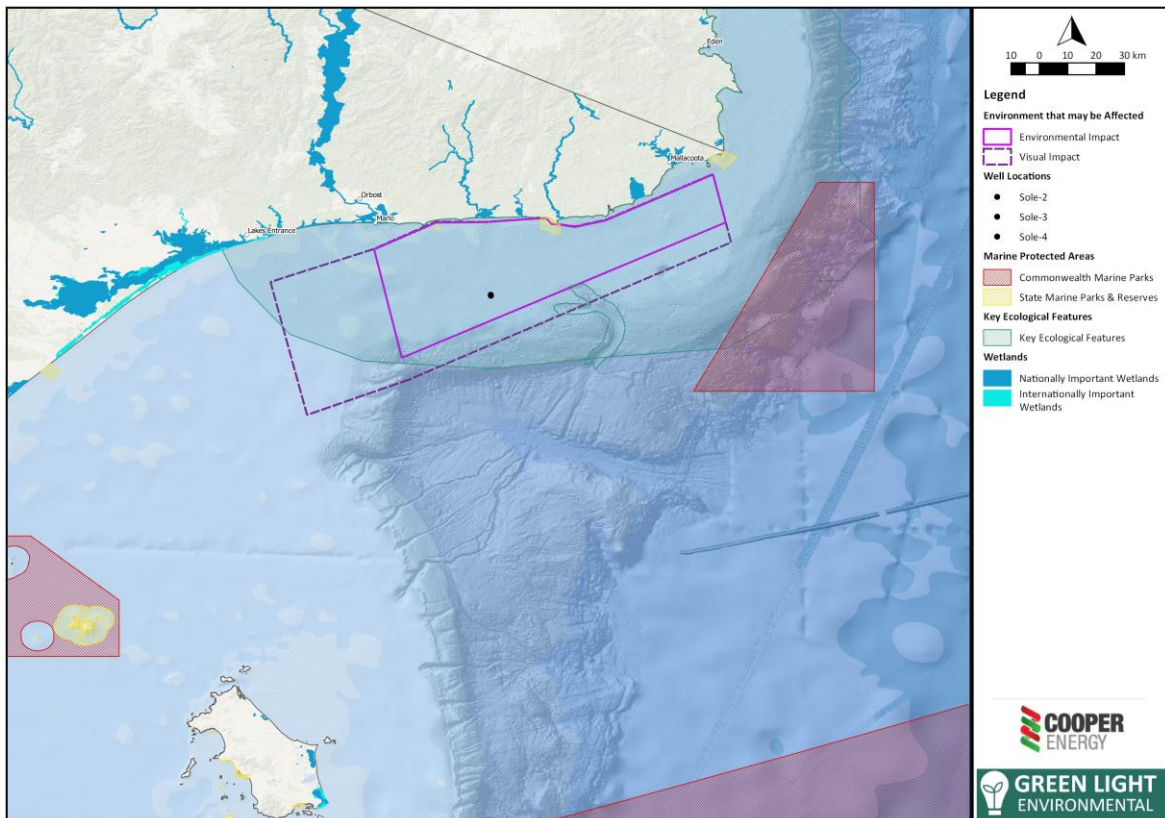 Eden
Mallacoota
Orbost
Marlo
Lakes Entrance
10 0 10 20 30 km
Legend
Environment that may be Affected
Environmental Impact
Visual Impact
Well Locations
Sole-2
Sole-3
Sole-4
Marine Protected Areas
Commonwealth Marine Parks
State Marine Parks & Reserves
Key Ecological Features
Key Ecological Features
Wetlands
Nationally Important Wetlands
Internationally Important
Wetlands
COOPER
ENERGY
GREEN LIGHT
ENVIRONMENTAL